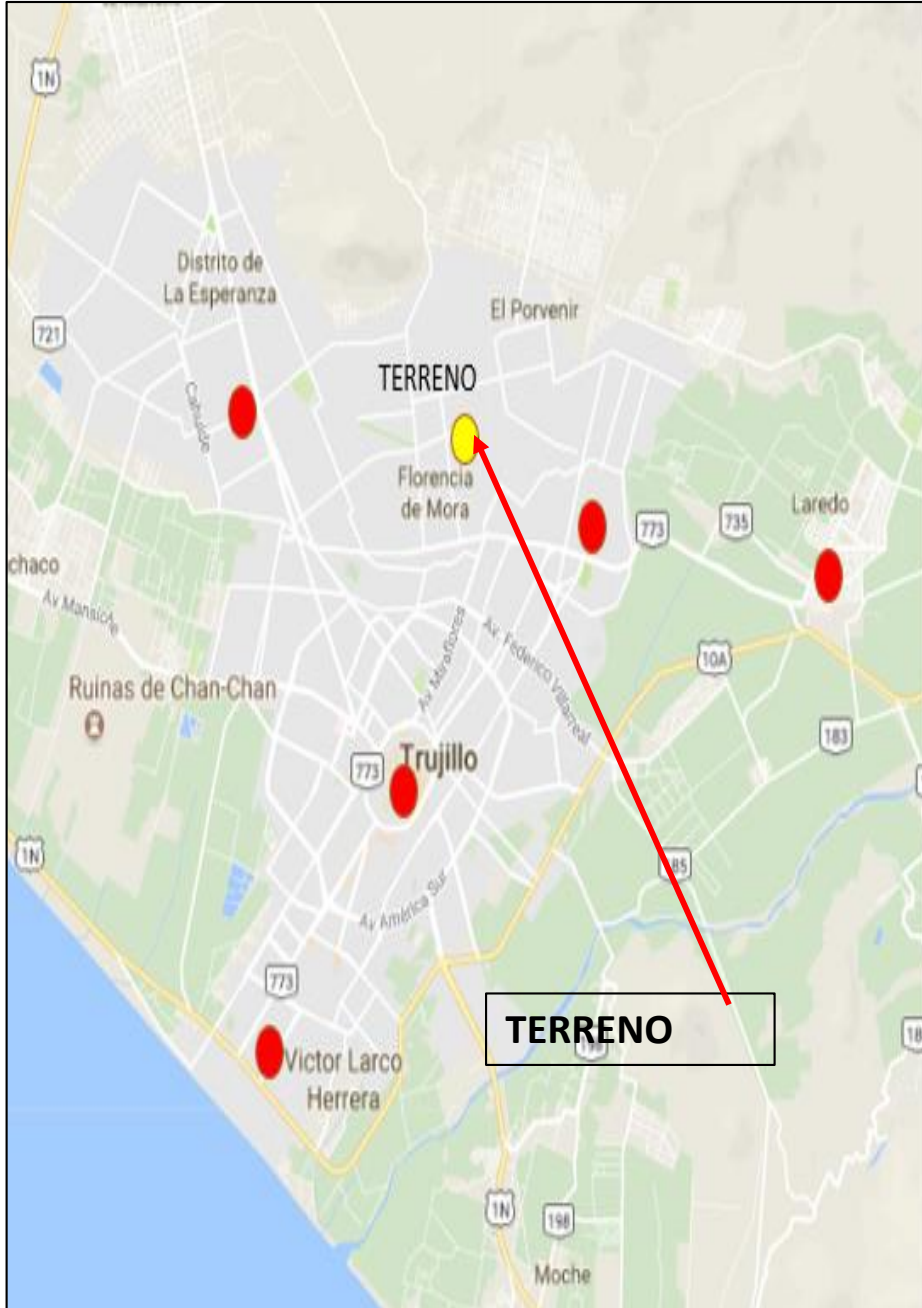 1N
Distrito de
La Esperanza
El Porvenir
721
TERRENO
Cahuide
Florencia
de Mora
773
735
Laredo
chaco
Av Mansiche
Av Miraflores
Av. Federico Villarreal
10A
Ruinas de Chan-Chan
183
773
Trujillo
1N
185
Av América Sur
773
TERRENO
198
18
Victor Larco
Herrera
1N
198
Moche